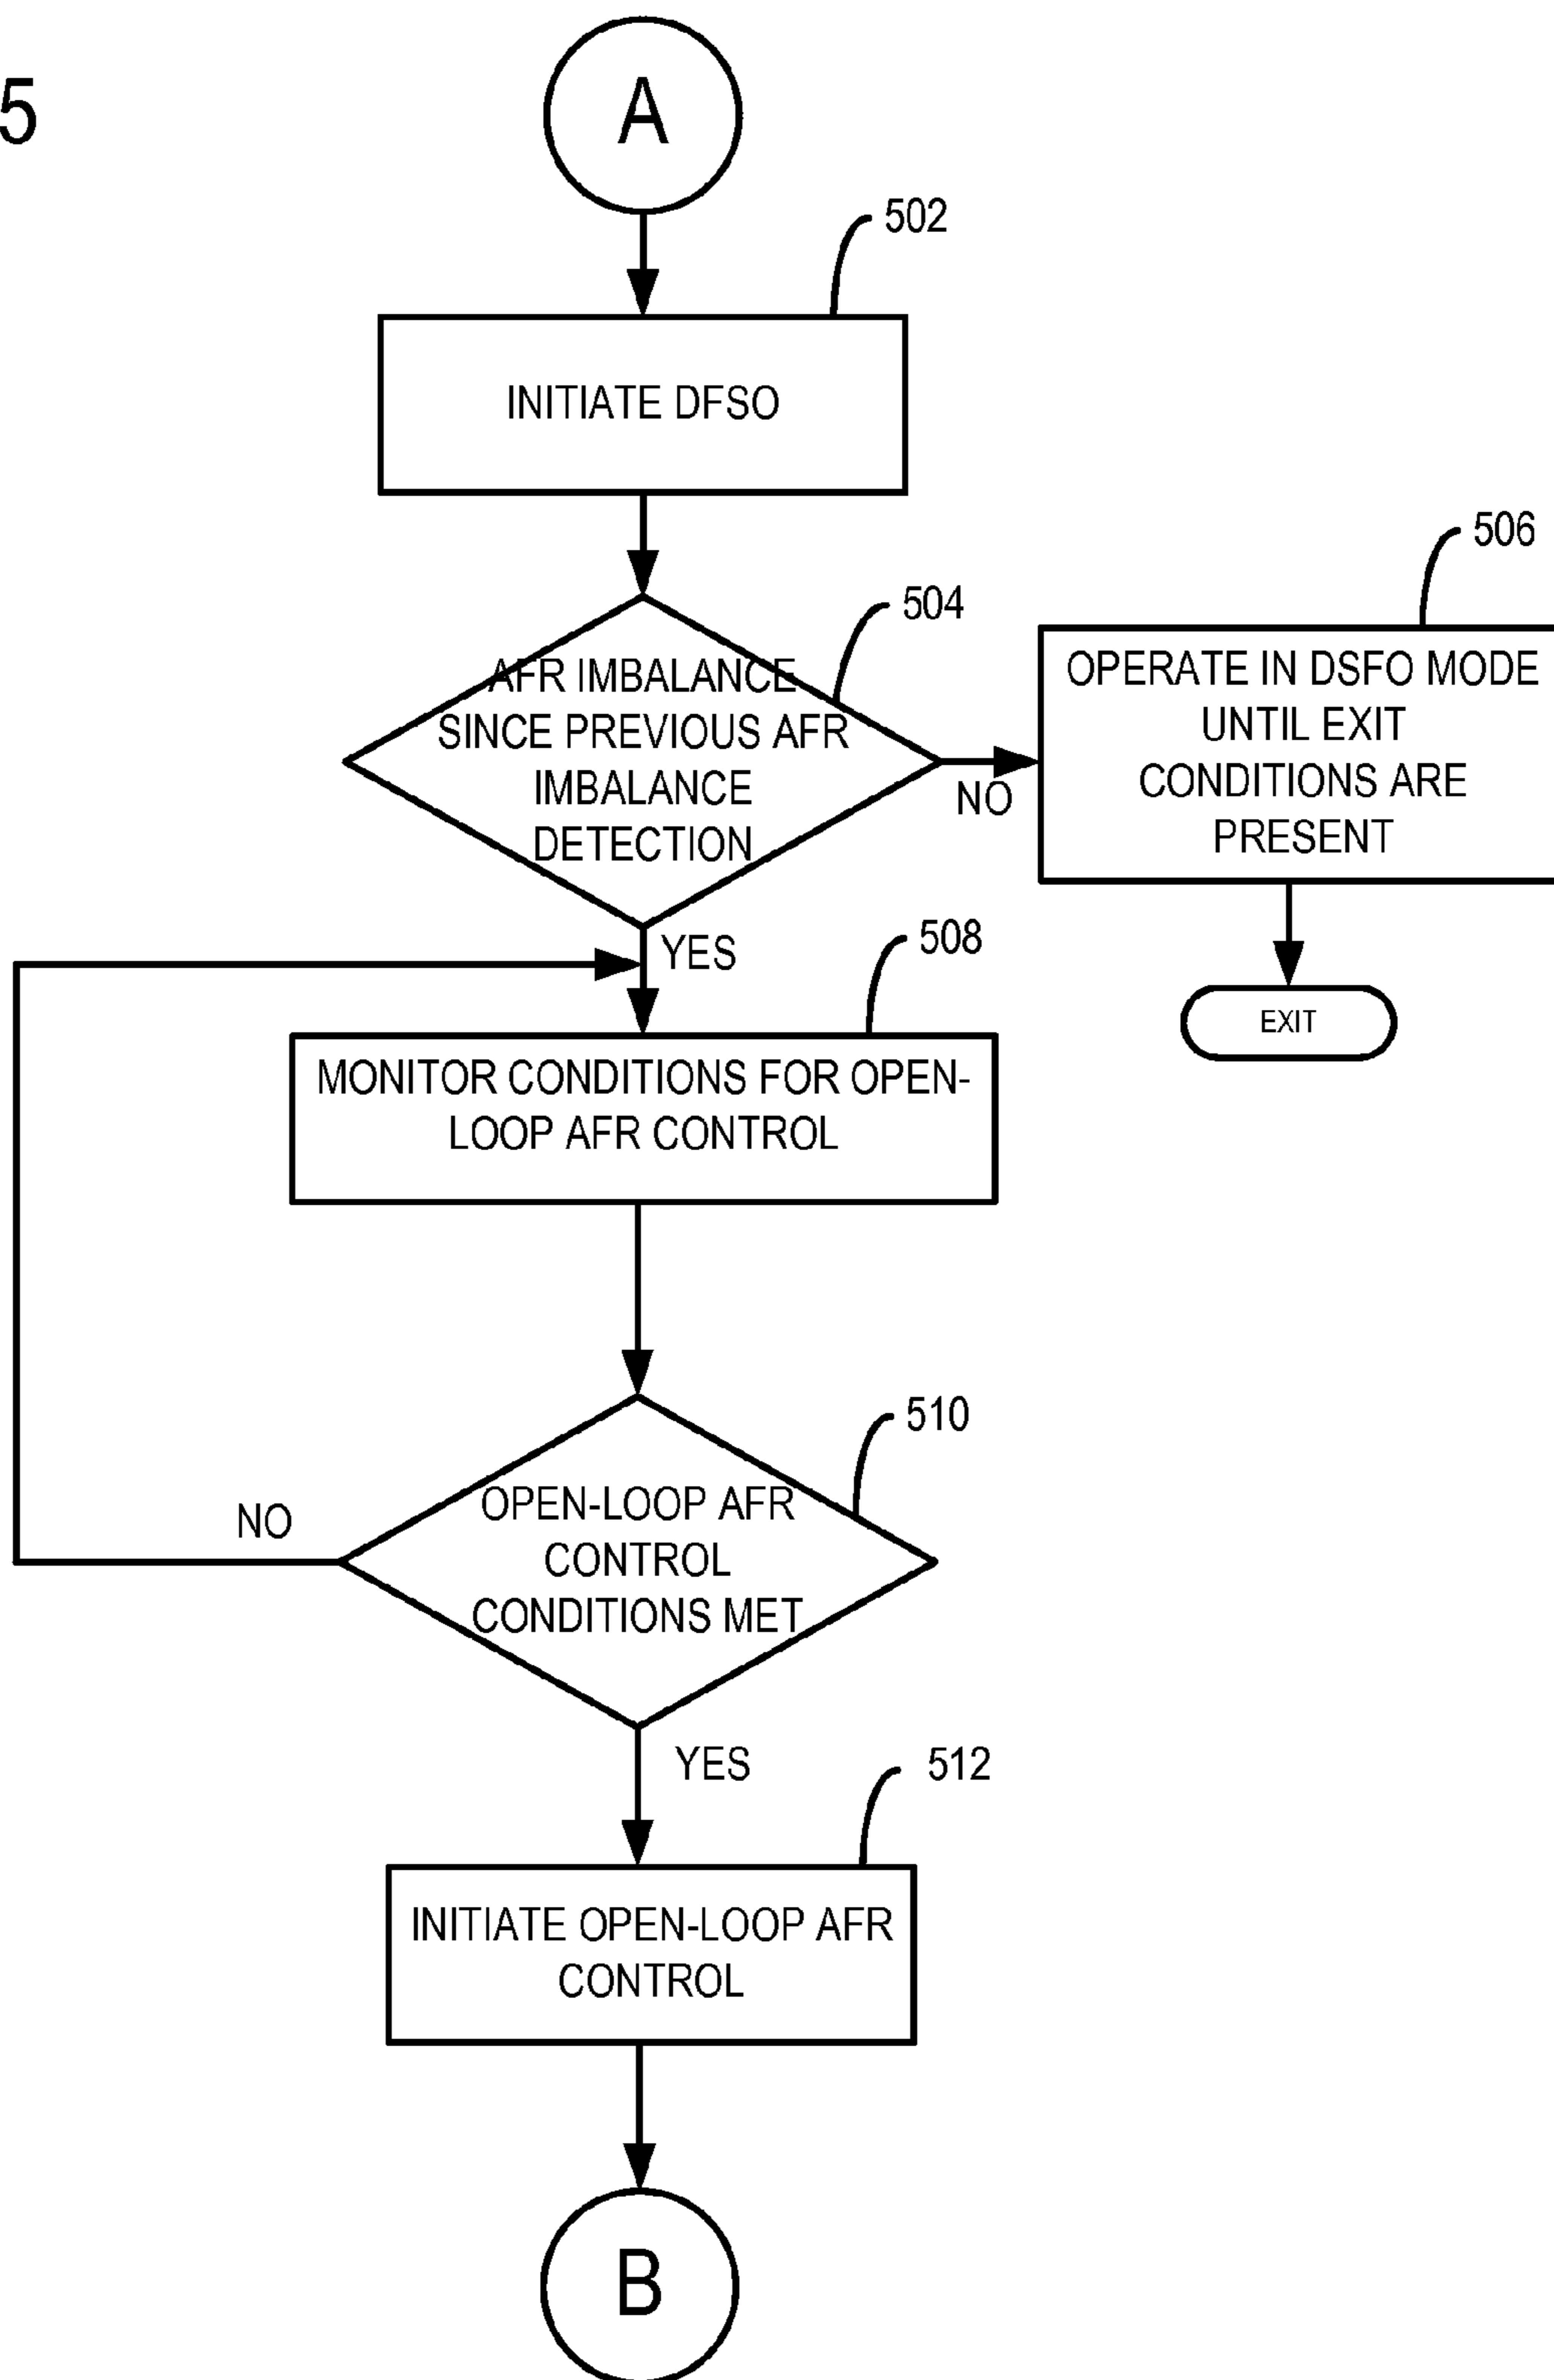 5
A
502
INITIATE DFSO
504
AFR IMBALANCE
SINCE PREVIOUS AFR
IMBALANCE
DETECTION
NO
506
OPERATE IN DSFO MODE
UNTIL EXIT
CONDITIONS ARE
PRESENT
EXIT
YES
508
MONITOR CONDITIONS FOR OPEN-
LOOP AFR CONTROL
510
OPEN-LOOP AFR
CONTROL
CONDITIONS MET
NO
YES
512
INITIATE OPEN-LOOP AFR
CONTROL
B